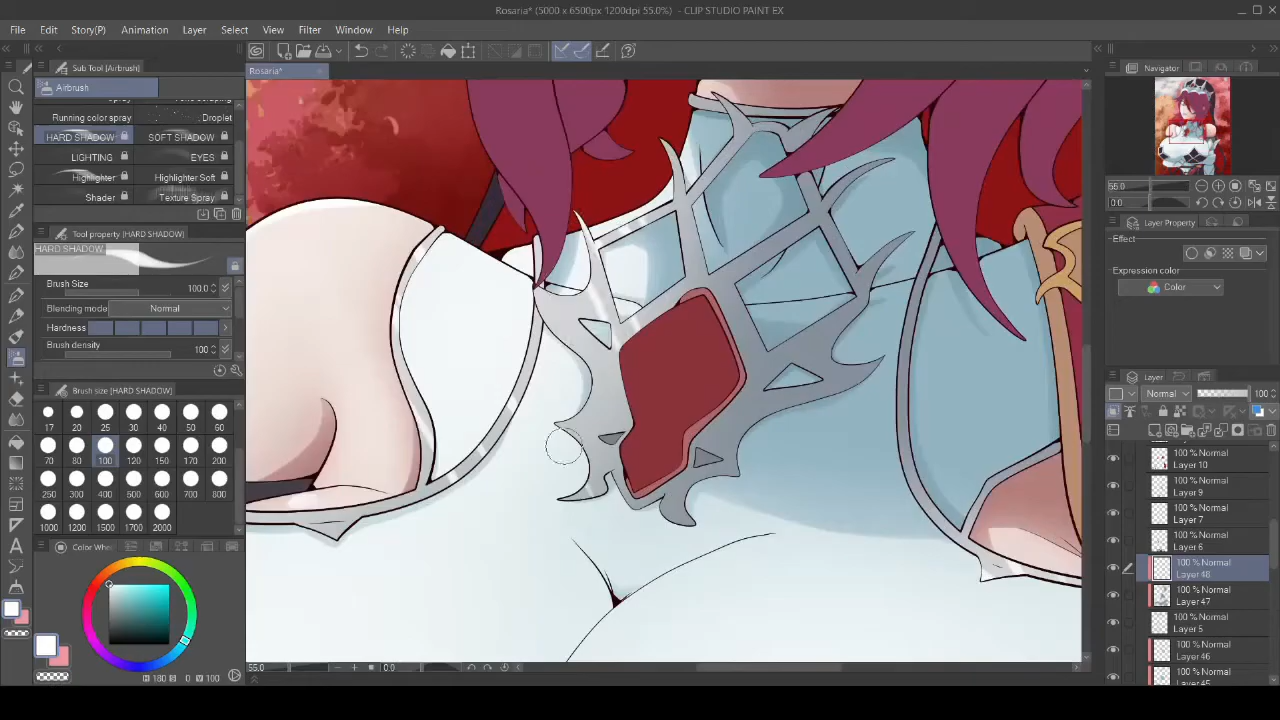 Rosaria* (5000 x 6500px 1200dpi 55.0%) - CLIP STUDIO PAINT EX
File Edit Story(P) Animation Layer Select View Filter Window Help
Sub Tool [Airbrush]
Airbrush
Running color spray Droplet
HARD SHADOW SOFT SHADOW
LIGHTING EYES
Highlighter Highlighter Soft
Shader Texture Spray
Tool property [HARD SHADOW]
HARD SHADOW
Brush Size 100.0
Blending mode Normal
Hardness
Brush density 100
Brush size [HARD SHADOW]
17 20 25 30 40 50 60
70 80 100 120 150 170 200
250 300 400 500 600 700 800
1000 1200 1500 1700 2000
Color Whe
H 180 S 0 V 100
Rosaria*
55.0 0.0
Navigator
55.0
0.0
Layer Property
Effect
Expression color
Color
Layer
Normal 100
100 % Normal
Layer 10
100 % Normal
Layer 9
100 % Normal
Layer 7
100 % Normal
Layer 6
100 % Normal
Layer 48
100 % Normal
Layer 47
100 % Normal
Layer 5
100 % Normal
Layer 46
100 % Normal
Layer 45